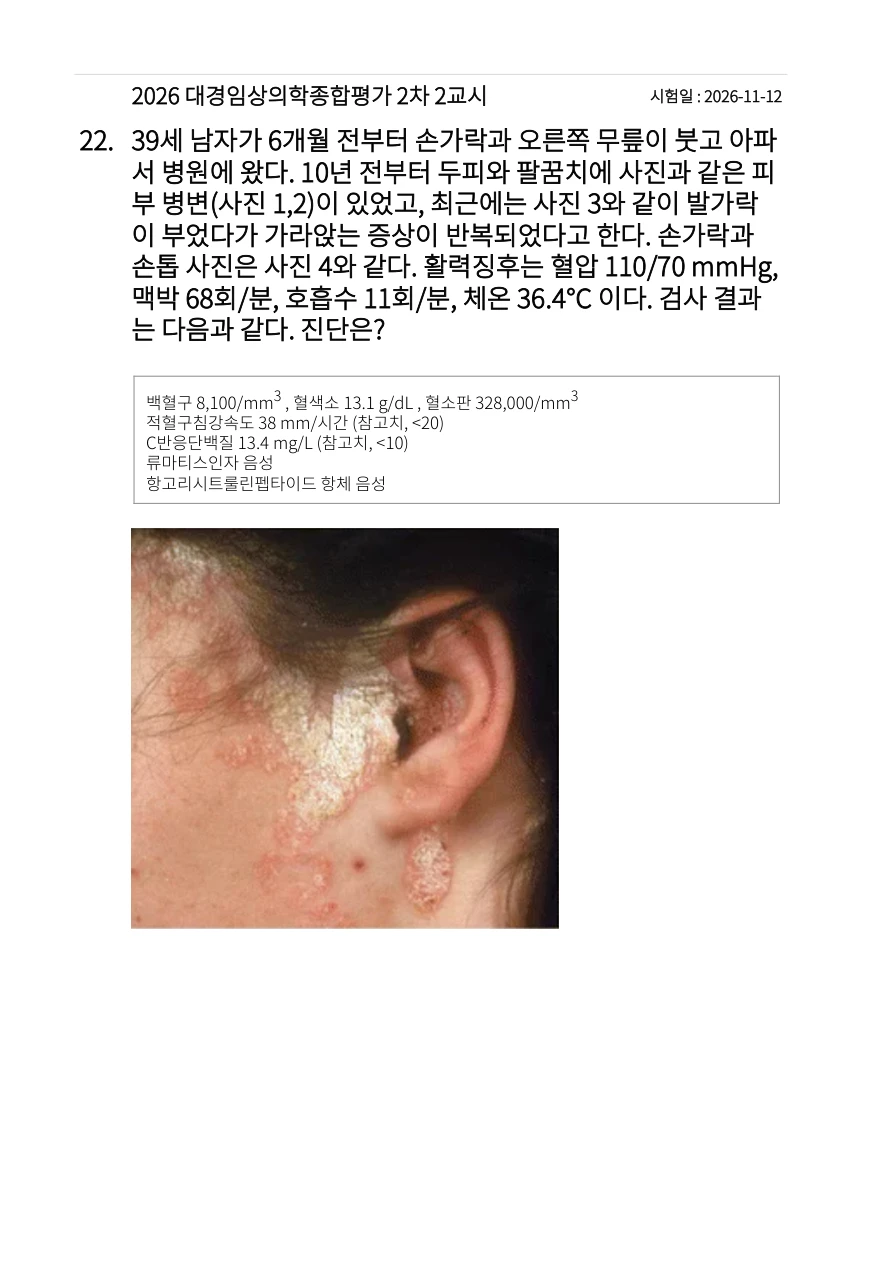 2026 대경임상의학종합평가 2차 2교시
시험일 : 2026-11-12
22. 39세 남자가 6개월 전부터 손가락과 오른쪽 무릎이 붓고 아파
서 병원에 왔다. 10년 전부터 두피와 팔꿈치에 사진과 같은 피
부 병변(사진 1,2)이 있었고, 최근에는 사진 3와 같이 발가락
이 부었다가 가라앉는 증상이 반복되었다고 한다. 손가락과
손톱 사진은 사진 4와 같다. 활력징후는 혈압 110/70 mmHg,
맥박 68회/분, 호흡수 11회/분, 체온 36.4℃ 이다. 검사 결과
는 다음과 같다. 진단은?
백혈구 8,100/mm³ , 혈색소 13.1 g/dL , 혈소판 328,000/mm³
적혈구침강속도 38 mm/시간 (참고치, <20)
C반응단백질 13.4 mg/L (참고치, <10)
류마티스인자 음성
항고리시트룰린펩타이드 항체 음성